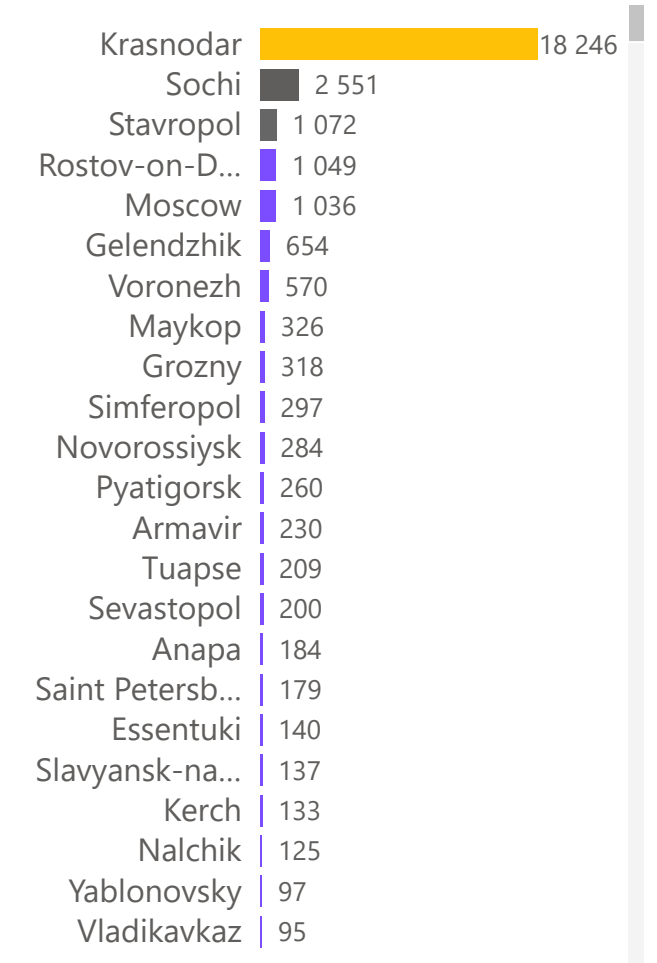 Krasnodar 18 246
Sochi 2 551
Stavropol 1 072
Rostov-on-D... 1 049
Moscow 1 036
Gelendzhik 654
Voronezh 570
Maykop 326
Grozny 318
Simferopol 297
Novorossiysk 284
Pyatigorsk 260
Armavir 230
Tuapse 209
Sevastopol 200
Anapa 184
Saint Petersb... 179
Essentuki 140
Slavyansk-na... 137
Kerch 133
Nalchik 125
Yablonovsky 97
Vladikavkaz 95